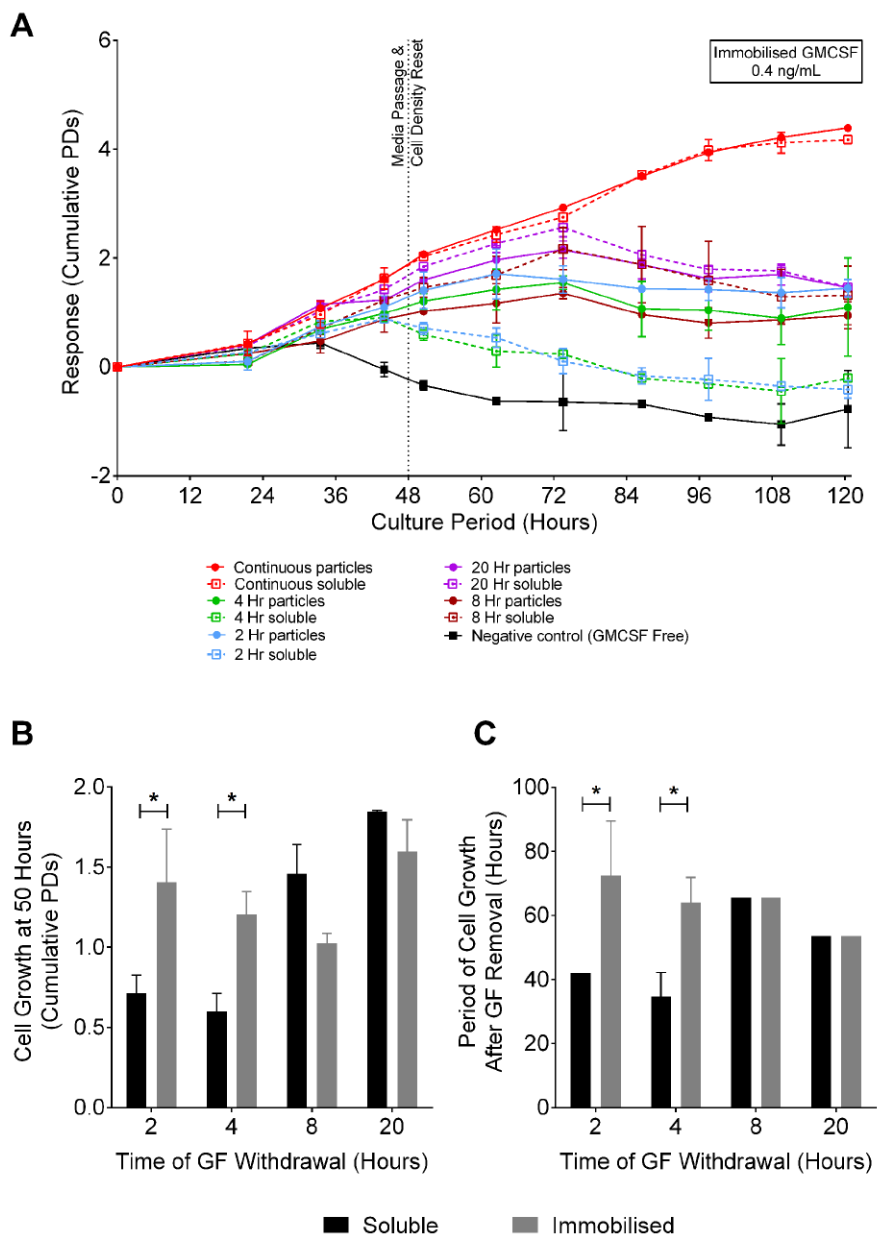 A
Immobilised GMCSF
0.4 ng/mL
Media Passage &
Cell Density Reset
Response (Cumulative PDs)
6
4
2
0
-2
0 12 24 36 48 60 72 84 96 108 120
Culture Period (Hours)
Continuous particles
Continuous soluble
4 Hr particles
4 Hr soluble
2 Hr particles
2 Hr soluble
20 Hr particles
20 Hr soluble
8 Hr particles
8 Hr soluble
Negative control (GMCSF Free)
B
Cell Growth at 50 Hours
(Cumulative PDs)
2.0
1.5
1.0
0.5
0.0
* *
2 4 8 20
Time of GF Withdrawal (Hours)
C
Period of Cell Growth
After GF Removal (Hours)
100
80
60
40
20
0
* *
2 4 8 20
Time of GF Withdrawal (Hours)
Soluble Immobilised